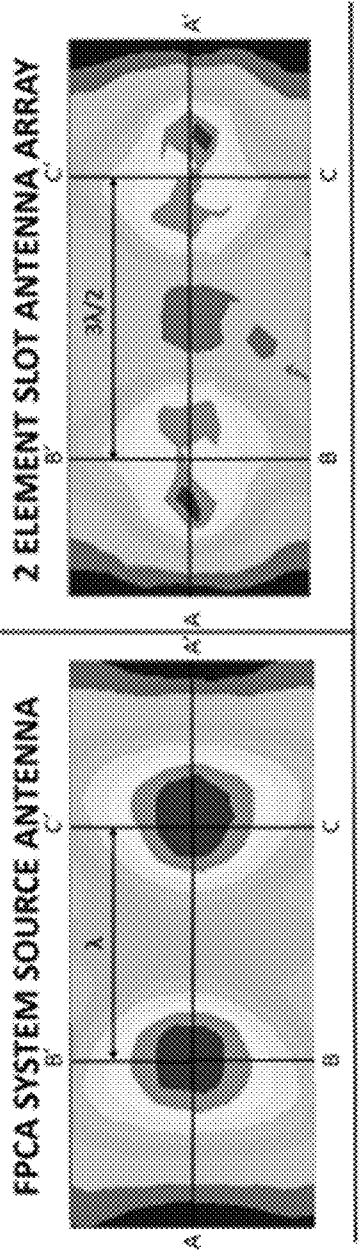 FPCA SYSTEM SOURCE ANTENNA
B' C'
λ
A A'
B C
2 ELEMENT SLOT ANTENNA ARRAY
B' C'
3λ/2
A A'
B C